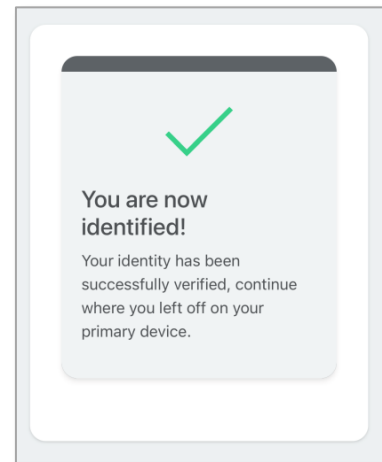 You are now
identified!
Your identity has been
successfully verified, continue
where you left off on your
primary device.